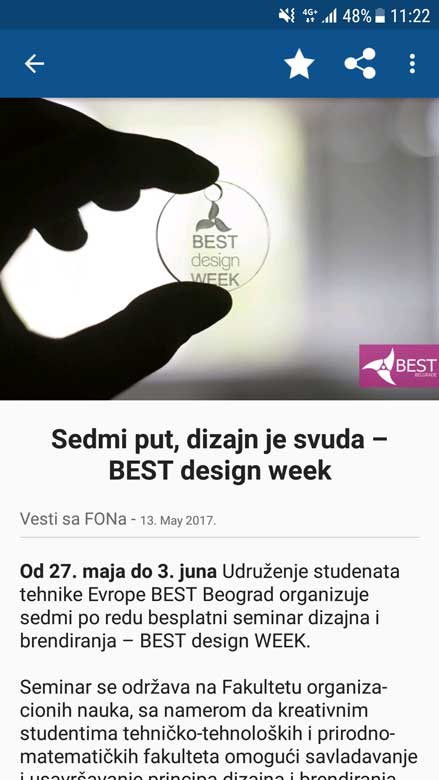 4G+ 48% 11:22
BEST
design
WEEK
BEST
BELGRADE
Sedmi put, dizajn je svuda –
BEST design week
Vesti sa FONa - 13. May 2017.
Od 27. maja do 3. juna Udruženje studenata
tehnike Evrope BEST Beograd organizuje
sedmi po redu besplatni seminar dizajna i
brendiranja – BEST design WEEK.
Seminar se održava na Fakultetu organiza-
cionih nauka, sa namerom da kreativnim
studentima tehničko-tehnoloških i prirodno-
matematičkih fakulteta omogući savladavanje
i usavršavanje principa dizajna i brendiranja